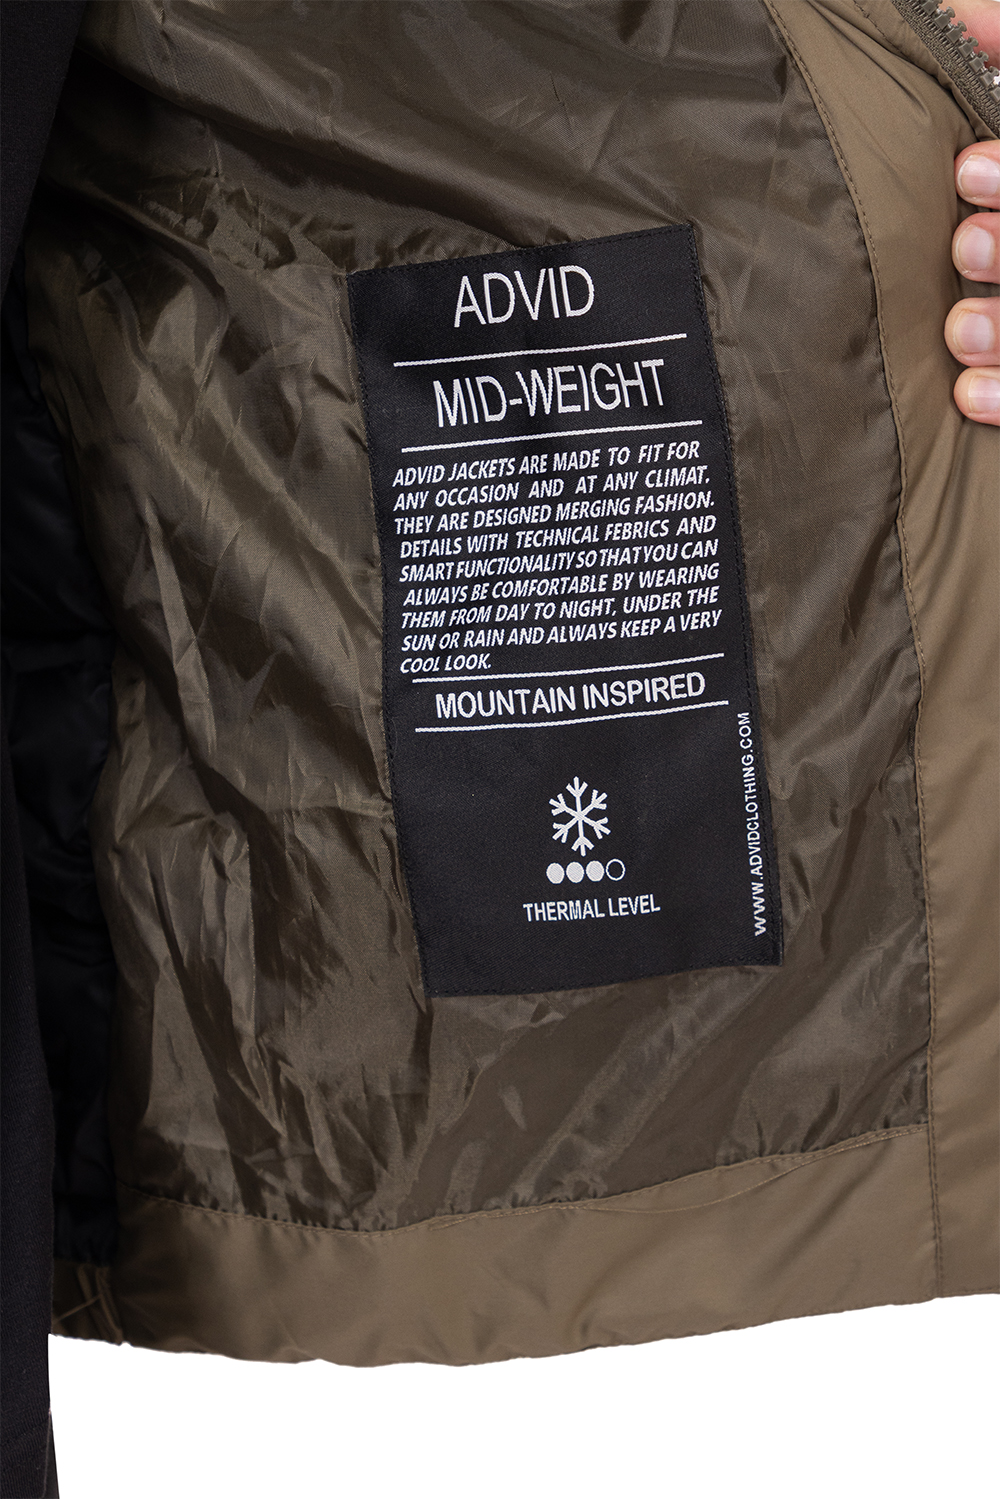 ADVID
MID-WEIGHT
ADVID JACKETS ARE MADE TO FIT FOR
ANY OCCASION AND AT ANY CLIMAT.
THEY ARE DESIGNED MERGING FASHION.
DETAILS WITH TECHNICAL FEBRICS AND
SMART FUNCTIONALITY SO THAT YOU CAN
ALWAYS BE COMFORTABLE BY WEARING
THEM FROM DAY TO NIGHT, UNDER THE
SUN OR RAIN AND ALWAYS KEEP A VERY
COOL LOOK.
MOUNTAIN INSPIRED
THERMAL LEVEL
WWW.ADVIDCLOTHING.COM